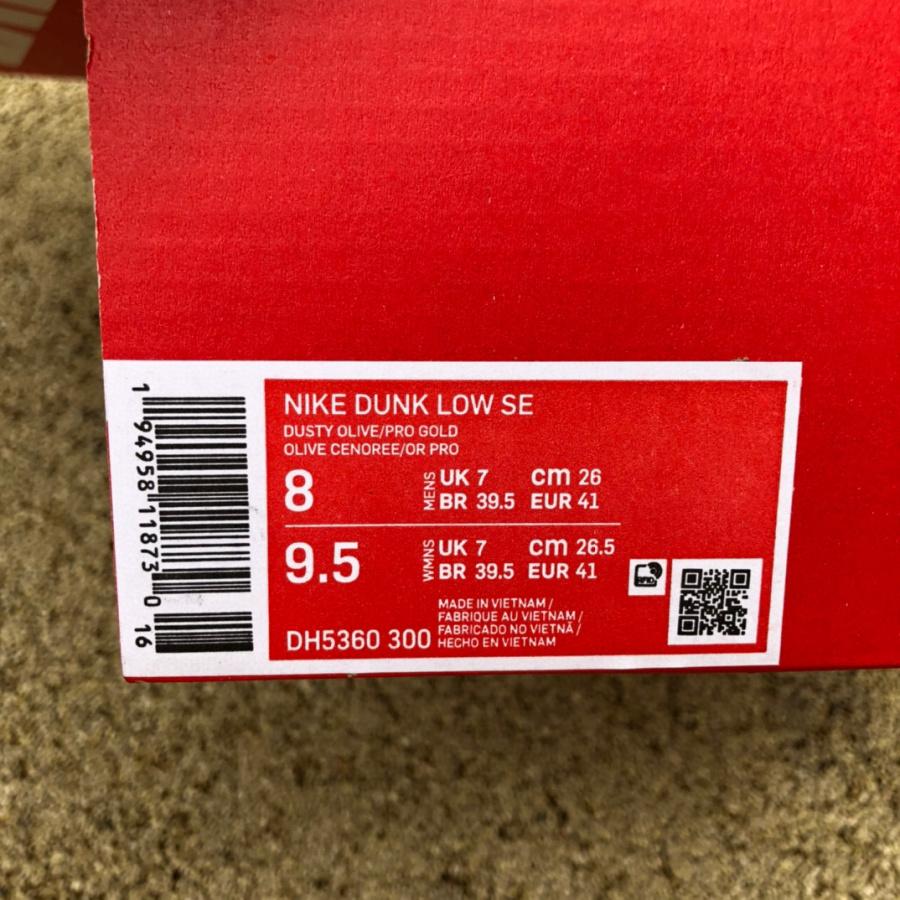 NIKE DUNK LOW SE
DUSTY OLIVE/PRO GOLD
OLIVE CENOREE/OR PRO
8
MENS
UK 7 cm 26
BR 39.5 EUR 41
9.5
WMNS
UK 7 cm 26.5
BR 39.5 EUR 41
DH5360 300
MADE IN VIETNAM /
FABRIQUE AU VIETNAM /
FABRICADO NO VIETNÃ /
HECHO EN VIETNAM
1 94958 11873 0 16